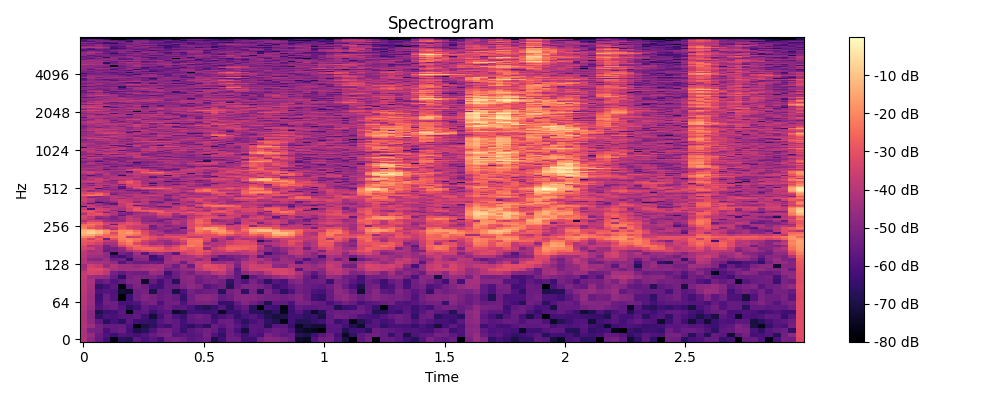 Spectrogram
Hz
4096
2048
1024
512
256
128
64
0
0 0.5 1 1.5 2 2.5
Time
-10 dB
-20 dB
-30 dB
-40 dB
-50 dB
-60 dB
-70 dB
-80 dB